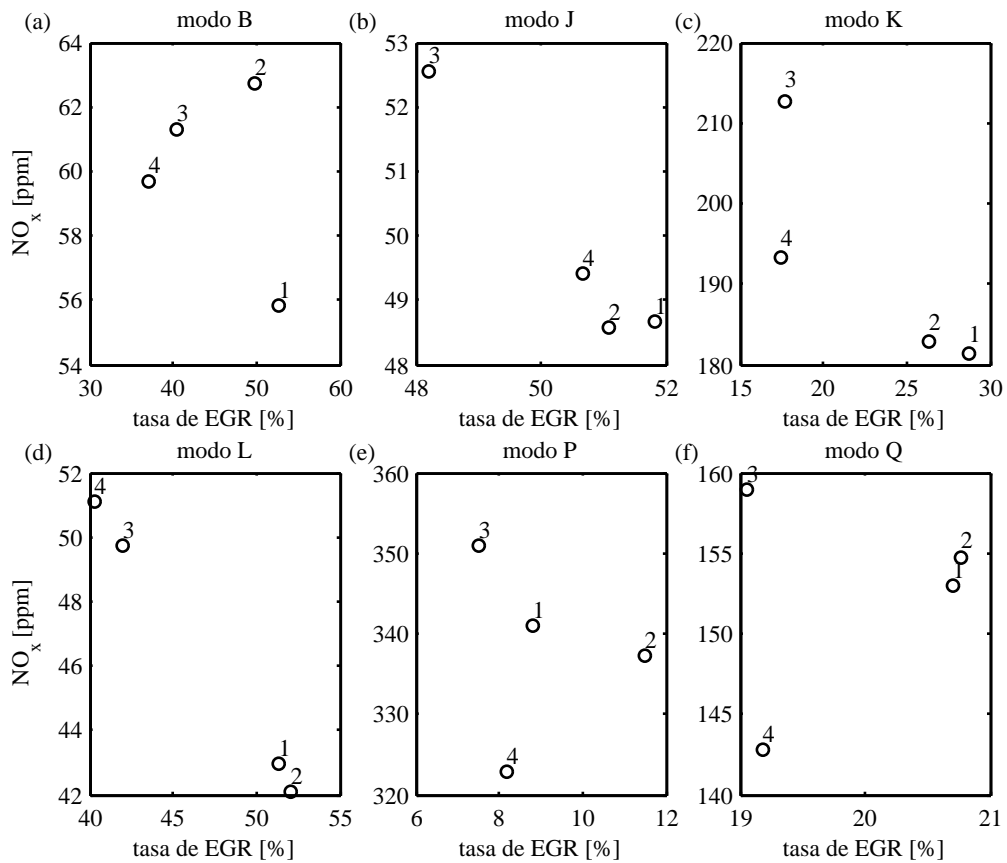 (a) modo B
64
62
60
58
56
54
NOx [ppm]
2
3
4
1
30 40 50 60
tasa de EGR [%]
(b) modo J
53
52
51
50
49
48
3
4
2
1
48 50 52
tasa de EGR [%]
(c) modo K
220
210
200
190
180
3
4
2
1
15 20 25 30
tasa de EGR [%]
(d) modo L
52
50
48
46
44
42
NOx [ppm]
4
3
1
2
40 45 50 55
tasa de EGR [%]
(e) modo P
360
350
340
330
320
3
1
2
4
6 8 10 12
tasa de EGR [%]
(f) modo Q
160
155
150
145
140
3
2
1
4
19 20 21
tasa de EGR [%]